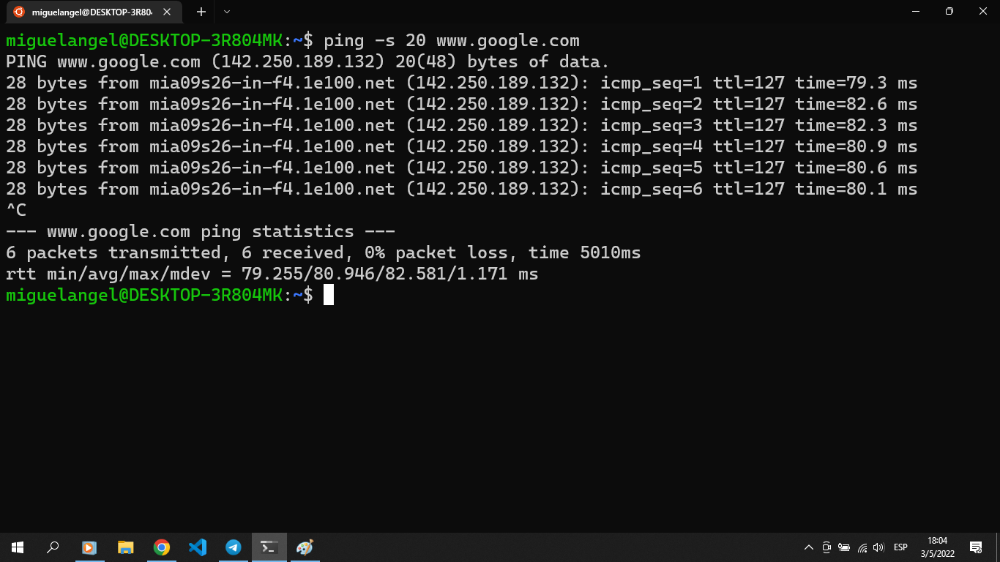 miguelangel@DESKTOP-3R804
miguelangel@DESKTOP-3R804MK:~$ ping -s 20 www.google.com
PING www.google.com (142.250.189.132) 20(48) bytes of data.
28 bytes from mia09s26-in-f4.1e100.net (142.250.189.132): icmp_seq=1 ttl=127 time=79.3 ms
28 bytes from mia09s26-in-f4.1e100.net (142.250.189.132): icmp_seq=2 ttl=127 time=82.6 ms
28 bytes from mia09s26-in-f4.1e100.net (142.250.189.132): icmp_seq=3 ttl=127 time=82.3 ms
28 bytes from mia09s26-in-f4.1e100.net (142.250.189.132): icmp_seq=4 ttl=127 time=80.9 ms
28 bytes from mia09s26-in-f4.1e100.net (142.250.189.132): icmp_seq=5 ttl=127 time=80.6 ms
28 bytes from mia09s26-in-f4.1e100.net (142.250.189.132): icmp_seq=6 ttl=127 time=80.1 ms
^C
--- www.google.com ping statistics ---
6 packets transmitted, 6 received, 0% packet loss, time 5010ms
rtt min/avg/max/mdev = 79.255/80.946/82.581/1.171 ms
miguelangel@DESKTOP-3R804MK:~$
ESP
18:04
3/5/2022